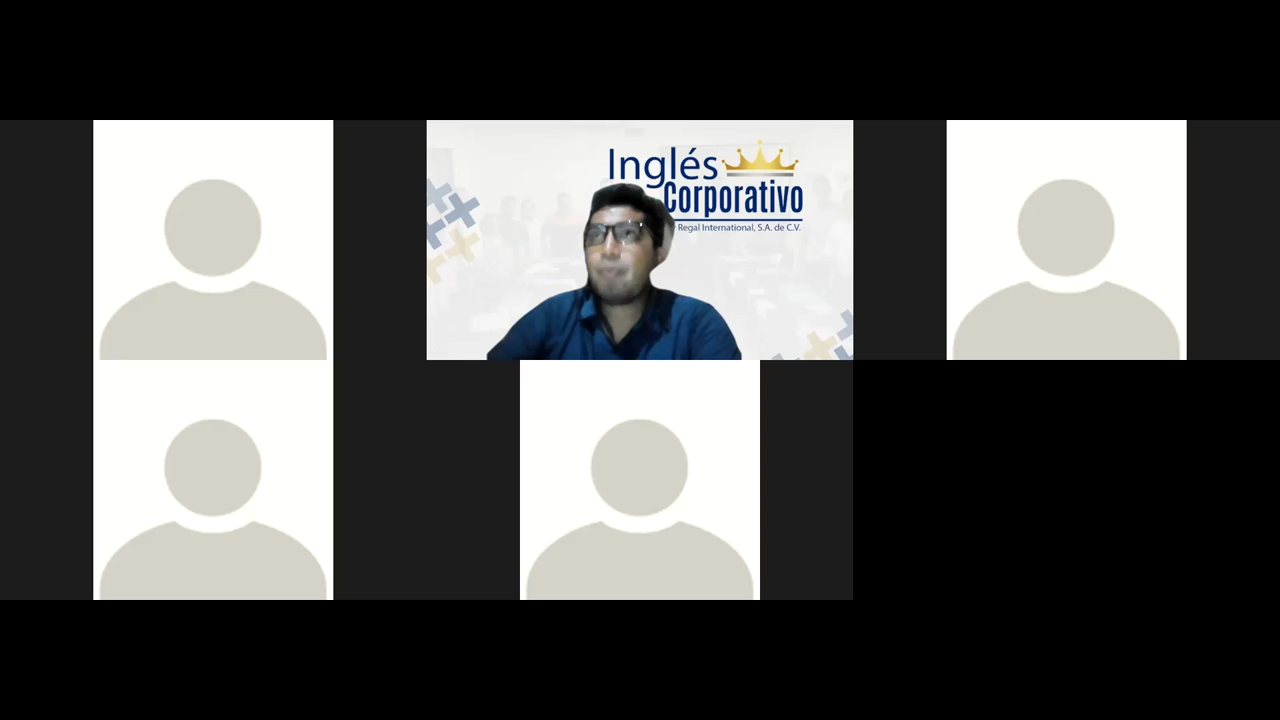 Inglés
Corporativo
Regal International, S.A. de C.V.